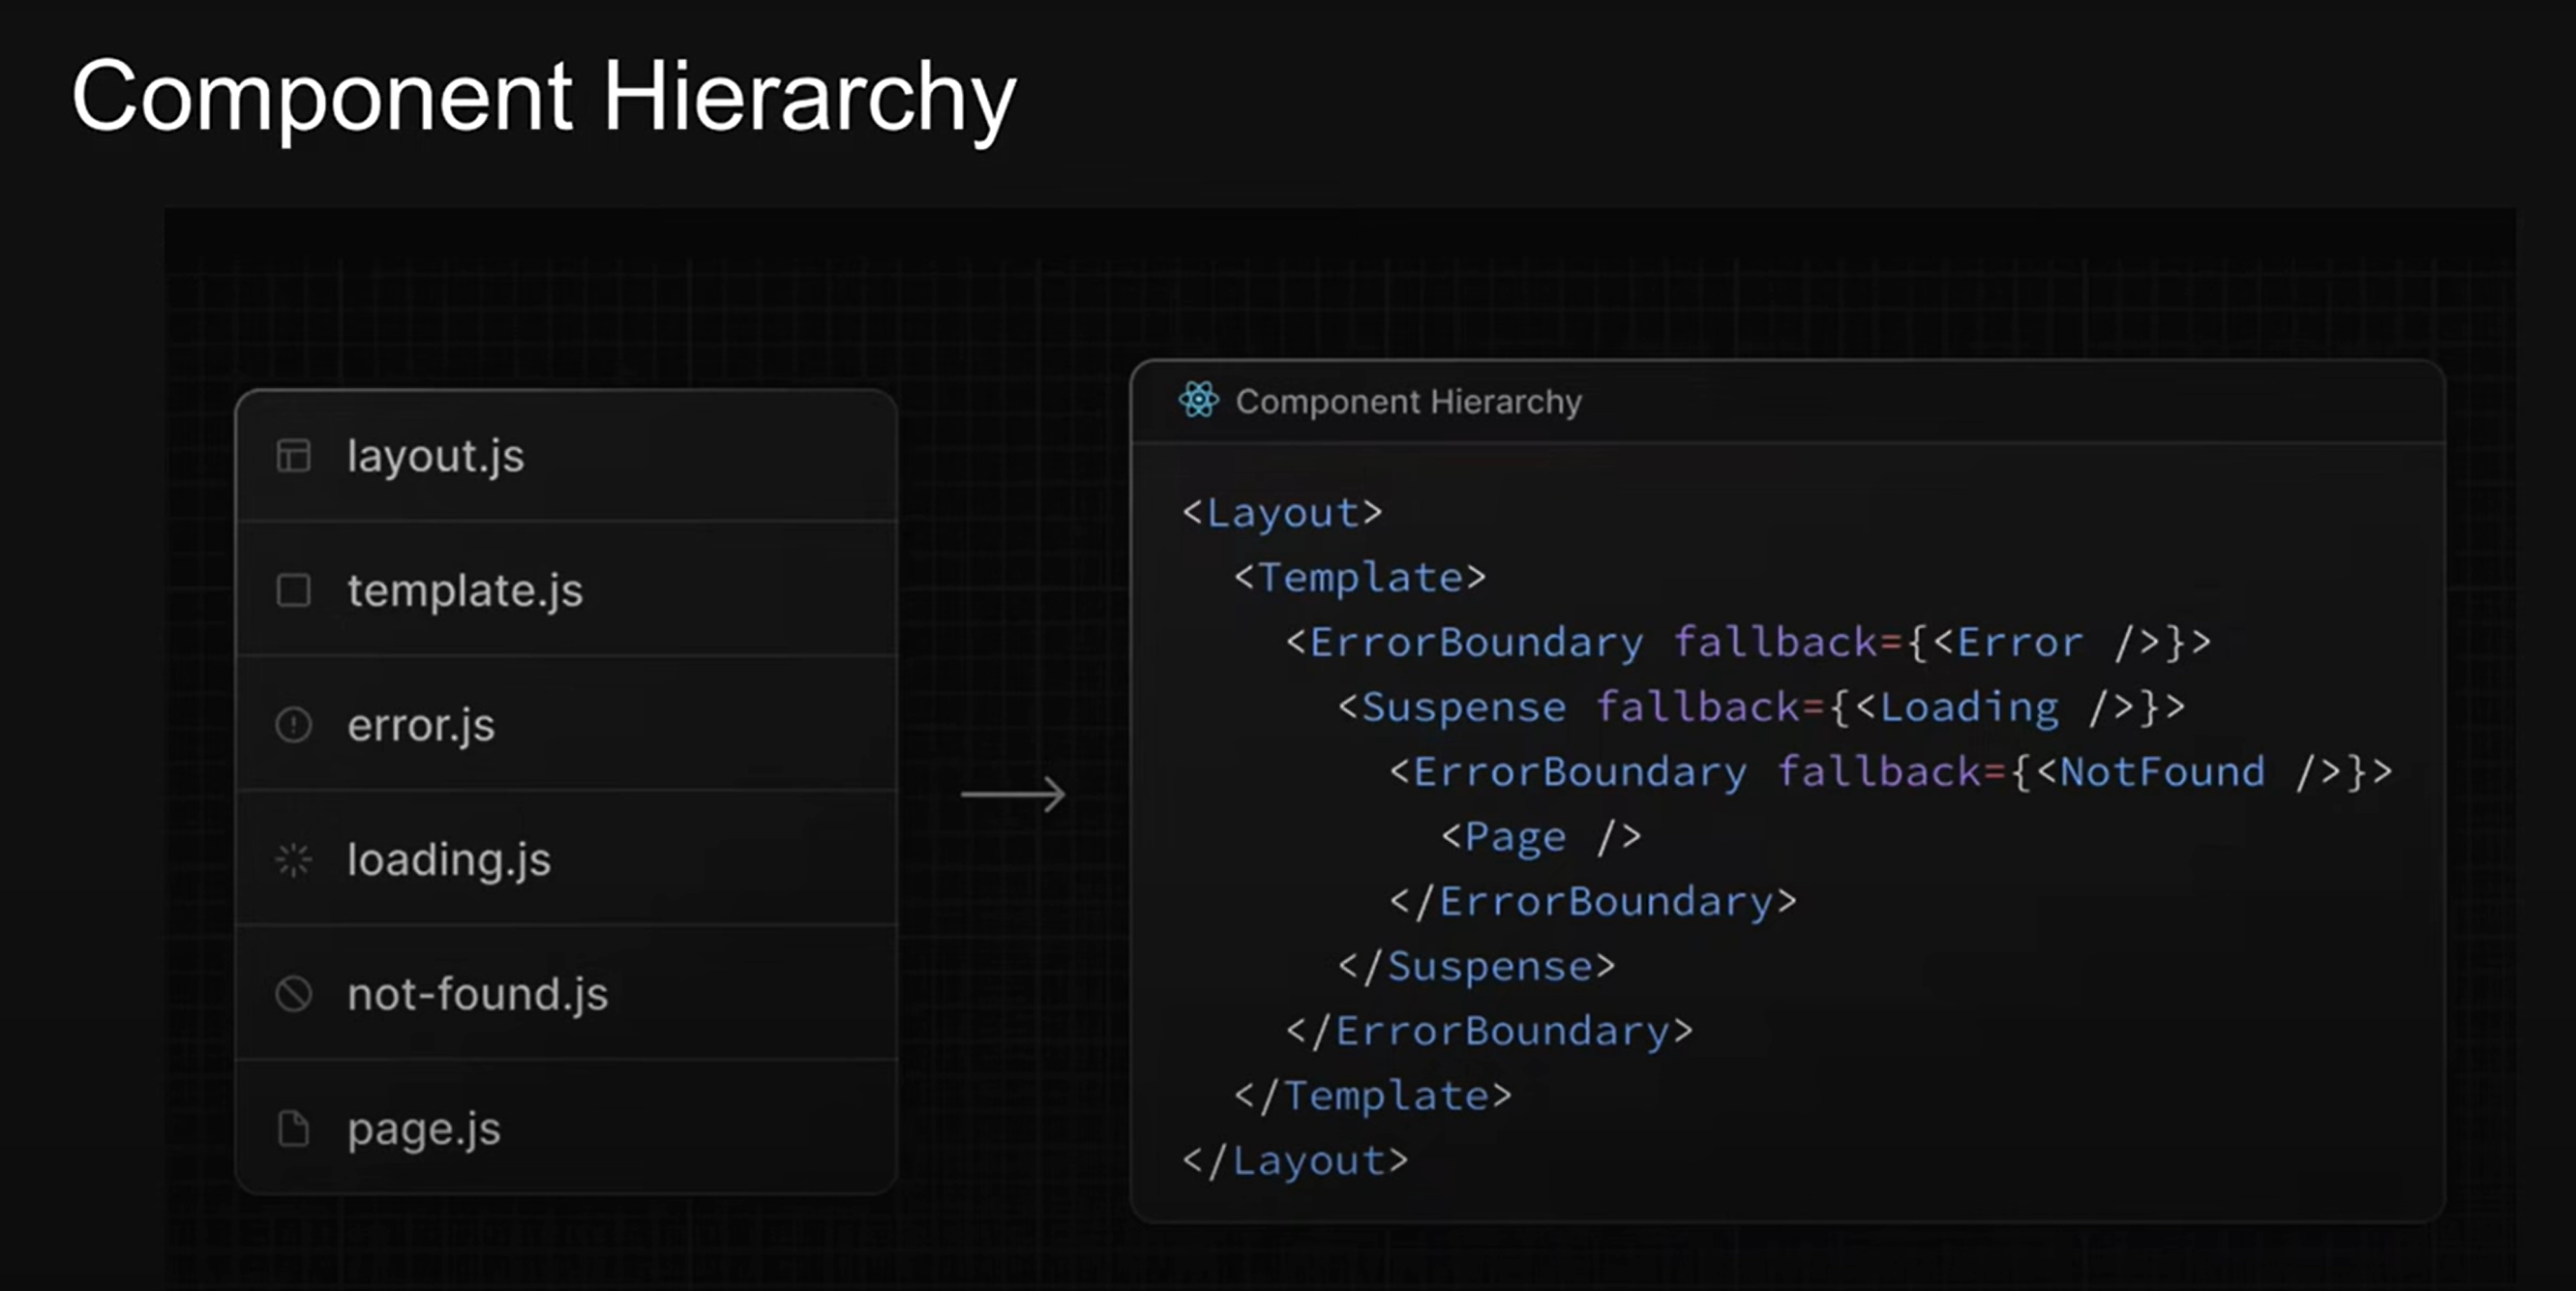 Component Hierarchy
layout.js
template.js
error.js
loading.js
not-found.js
page.js
Component Hierarchy
<Layout>
<Template>
<ErrorBoundary fallback={<Error />}>
<Suspense fallback={<Loading />}>
<ErrorBoundary fallback={<NotFound />}>
<Page />
</ErrorBoundary>
</Suspense>
</ErrorBoundary>
</Template>
</Layout>